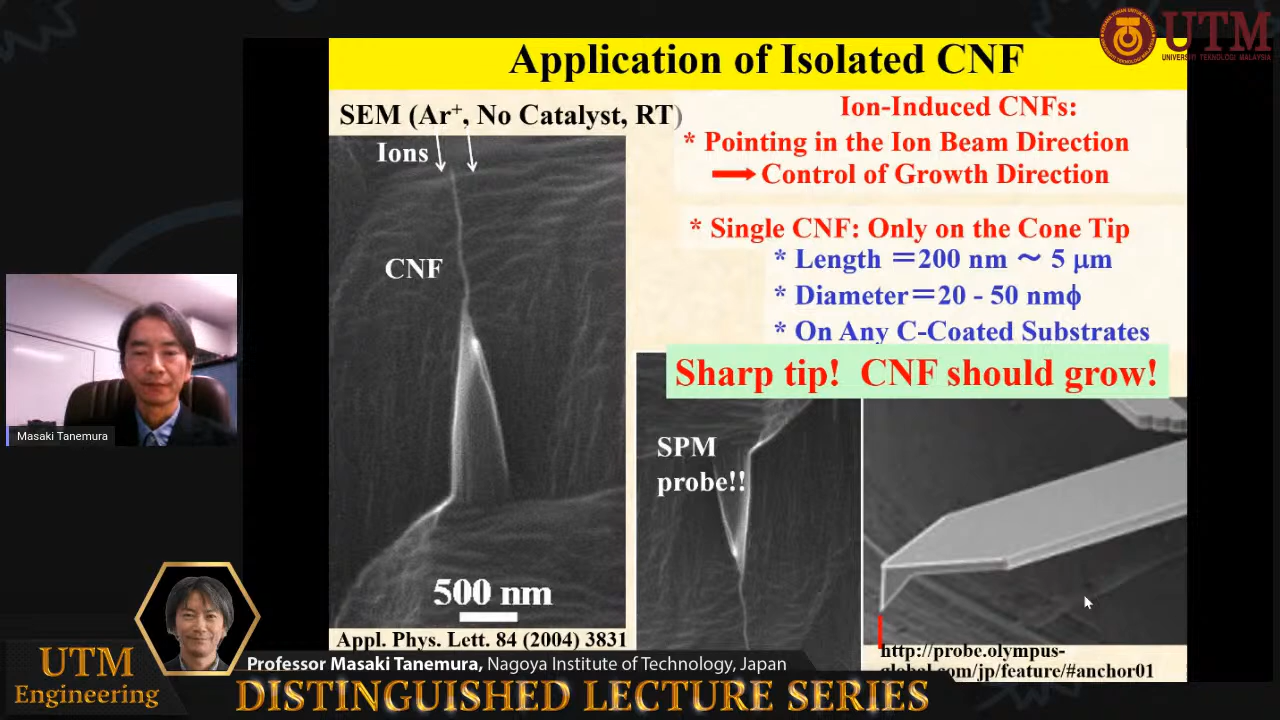 Application of Isolated CNF
UTM
UNIVERSITI TEKNOLOGI MALAYSIA
SEM (Ar+, No Catalyst, RT)
Ions
CNF
500 nm
Appl. Phys. Lett. 84 (2004) 3831
Ion-Induced CNFs:
* Pointing in the Ion Beam Direction
→ Control of Growth Direction
* Single CNF: Only on the Cone Tip
* Length ＝200 nm ～ 5 μm
* Diameter＝20 - 50 nmϕ
* On Any C-Coated Substrates
Sharp tip! CNF should grow!
SPM
probe!!
http://probe.olympus-
global.com/jp/feature/#anchor01
Masaki Tanemura
UTM
Engineering
Professor Masaki Tanemura, Nagoya Institute of Technology, Japan
DISTINGUISHED LECTURE SERIES